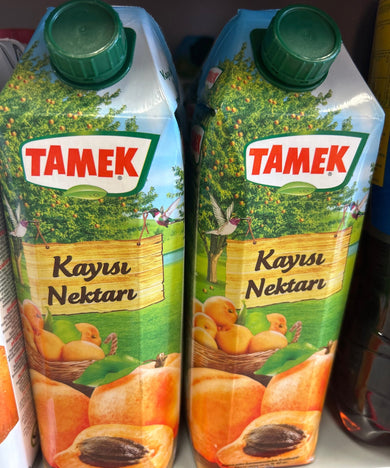 TAMEK
Kayısı
Nektarı
TAMEK
Kayısı
Nektarı